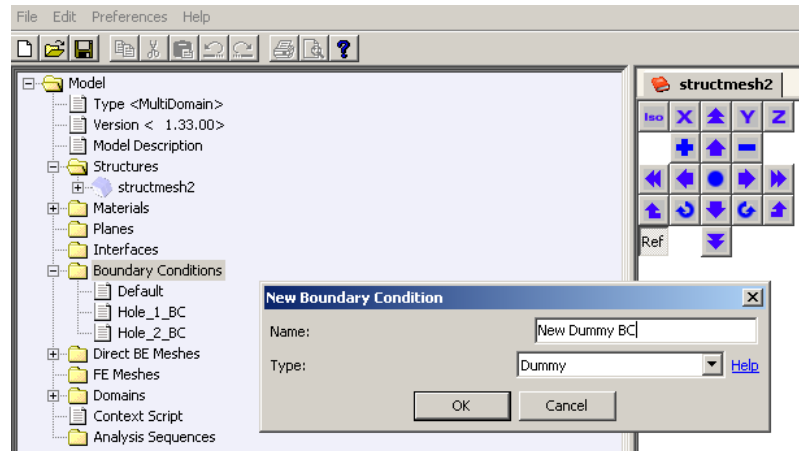 File Edit Preferences Help
Model
Type <MultiDomain>
Version < 1.33.00>
Model Description
Structures
structmesh2
Materials
Planes
Interfaces
Boundary Conditions
Default
Hole_1_BC
Hole_2_BC
Direct BE Meshes
FE Meshes
Domains
Context Script
Analysis Sequences
structmesh2
Iso X Y Z
Ref
New Boundary Condition
Name: New Dummy BC
Type: Dummy Help
OK Cancel